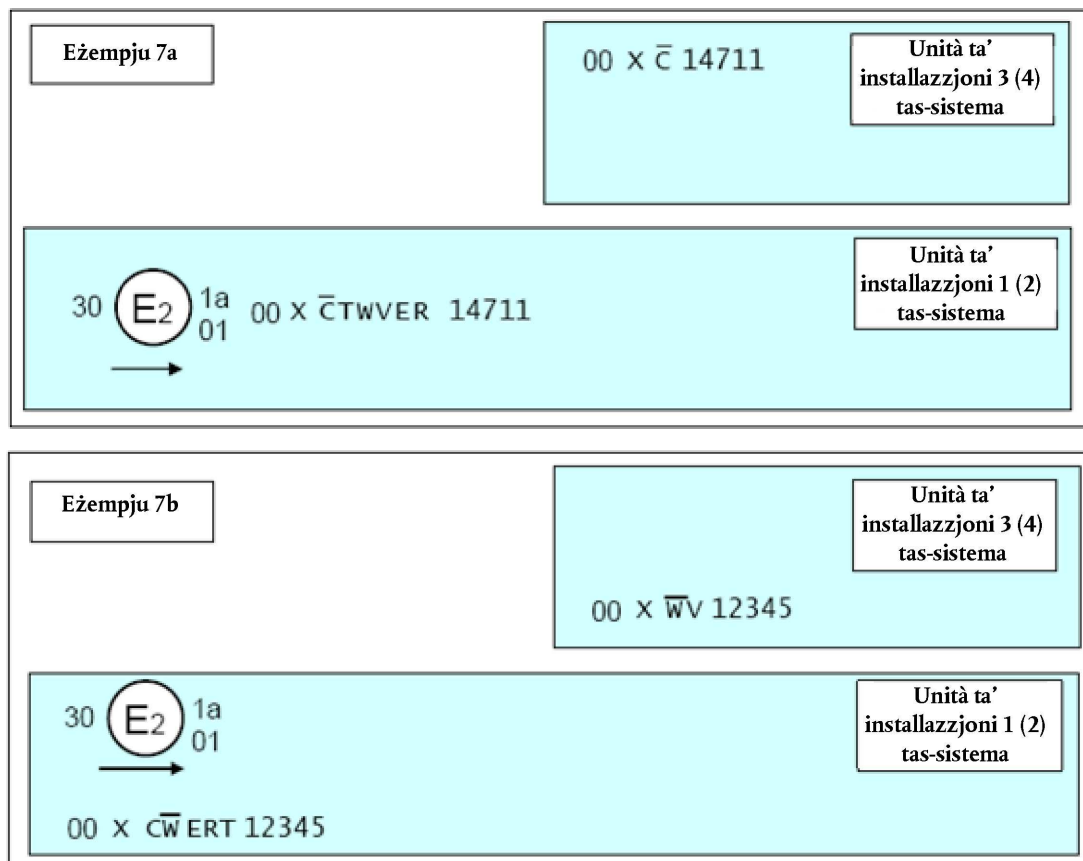 Eżempju 7a
00 X C̅ 14711
Unità ta'
installazzjoni 3 (4)
tas-sistema
Unità ta'
installazzjoni 1 (2)
tas-sistema
30 E2 1a
01
00 X C̅TWVER 14711
Eżempju 7b
Unità ta'
installazzjoni 3 (4)
tas-sistema
00 X W̅V 12345
30 E2 1a
01
Unità ta'
installazzjoni 1 (2)
tas-sistema
00 X CW̅ERT 12345